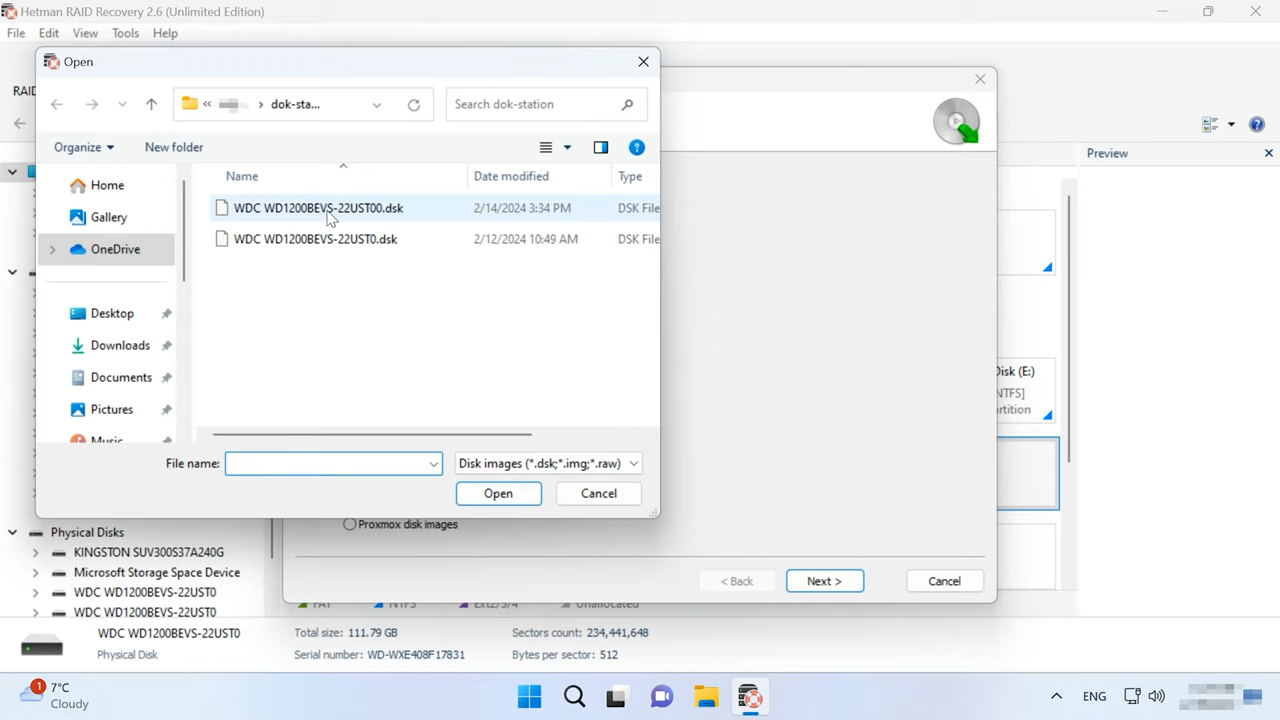 Hetman RAID Recovery 2.6 (Unlimited Edition)
File Edit View Tools Help
Open
RAI
dok-sta...
Search dok-station
Organize
New folder
Preview
Name
Date modified
Type
Home
WDC WD1200BEVS-22UST00.dsk 2/14/2024 3:34 PM DSK File
Gallery
WDC WD1200BEVS-22UST0.dsk 2/12/2024 10:49 AM DSK File
OneDrive
Desktop
Downloads
Documents
Pictures
Music
Disk (E:)
NTFS]
artition
File name:
Disk images (*.dsk;*.img;*.raw)
Open
Cancel
Proxmox disk images
Physical Disks
KINGSTON SUV300S37A240G
Microsoft Storage Space Device
WDC WD1200BEVS-22UST0
WDC WD1200BEVS-22UST0
< Back
Next >
Cancel
FAT NTFS Ext2/3/4 Unallocated
WDC WD1200BEVS-22UST0
Physical Disk
Total size: 111.79 GB
Serial number: WD-WXE408F17831
Sectors count: 234,441,648
Bytes per sector: 512
1
7°C
Cloudy
ENG